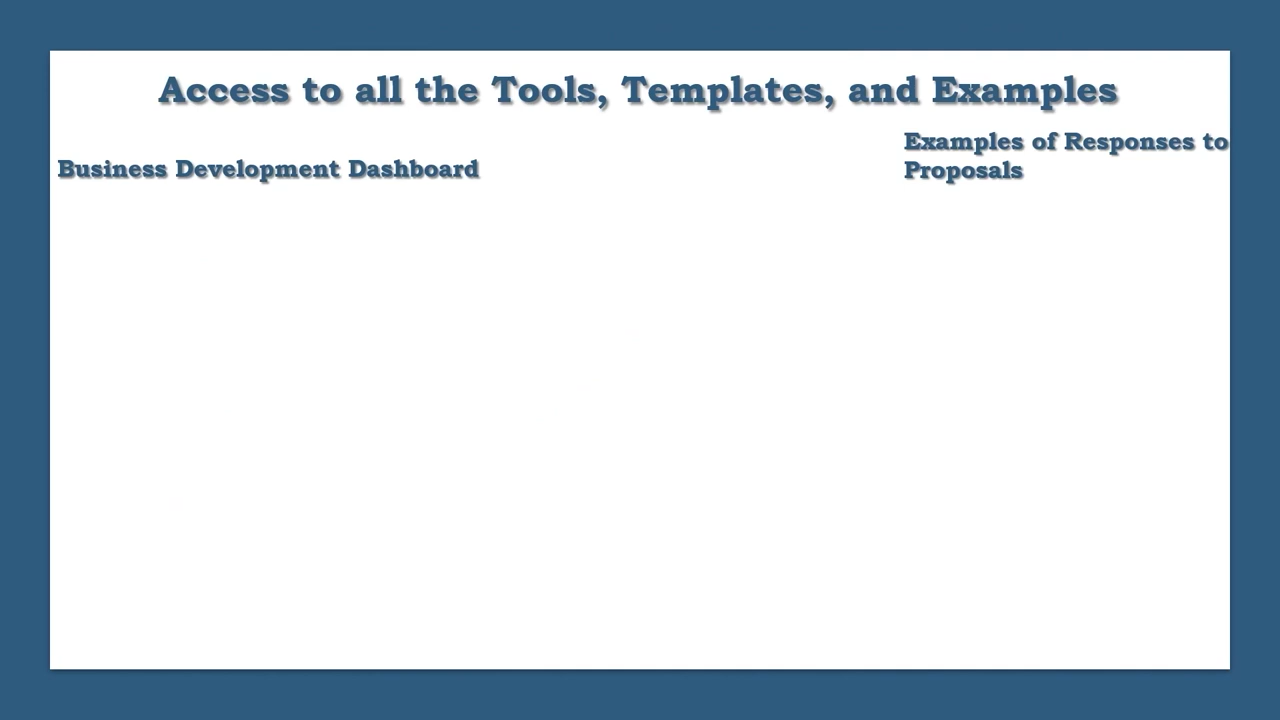 Access to all the Tools, Templates, and Examples
Business Development Dashboard
Examples of Responses to
Proposals